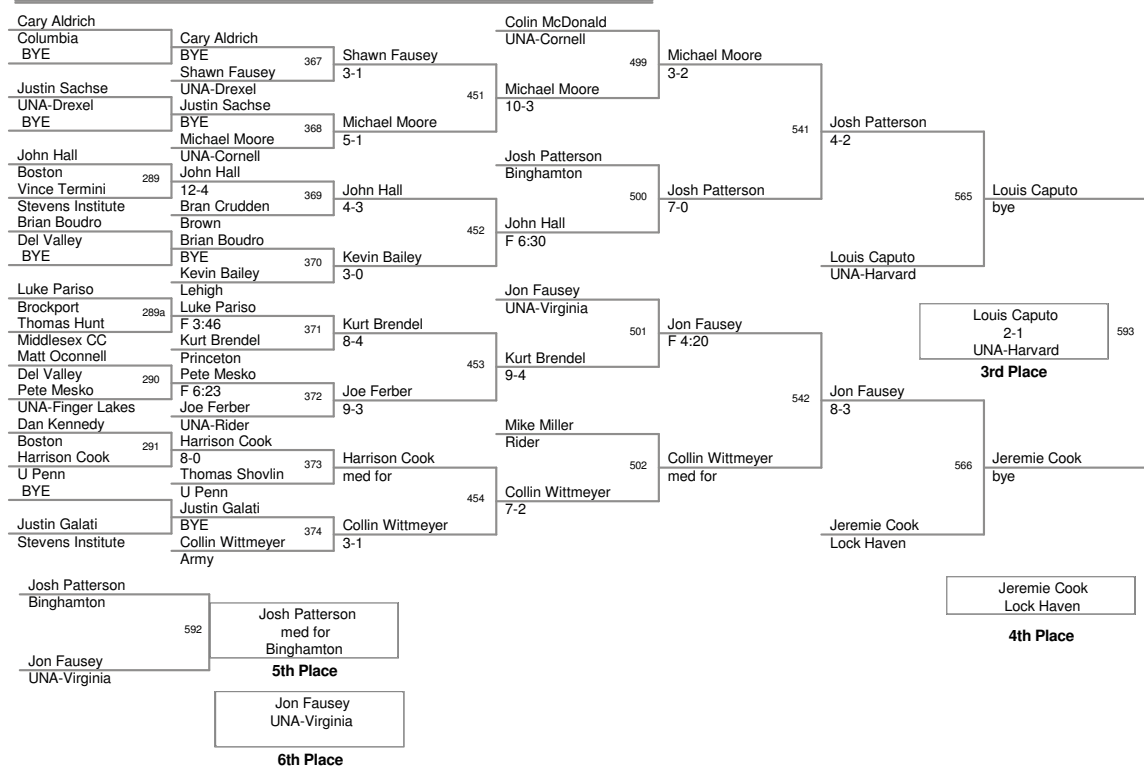 Cary Aldrich
Columbia
BYE
Justin Sachse
UNA-Drexel
BYE
John Hall
Boston
289
Vince Termini
Stevens Institute
Brian Boudro
Del Valley
BYE
Luke Pariso
Brockport
289a
Thomas Hunt
Middlesex CC
Matt Oconnell
Del Valley
290
Pete Mesko
UNA-Finger Lakes
Dan Kennedy
Boston
291
Harrison Cook
U Penn
BYE
Justin Galati
Stevens Institute
Cary Aldrich
BYE
367
Shawn Fausey
UNA-Drexel
Justin Sachse
BYE
368
Michael Moore
UNA-Cornell
John Hall
12-4
369
Bran Crudden
Brown
Brian Boudro
BYE
370
Kevin Bailey
Lehigh
Luke Pariso
F 3:46
371
Kurt Brendel
Princeton
Pete Mesko
F 6:23
372
Joe Ferber
UNA-Rider
Harrison Cook
8-0
373
Thomas Shovlin
U Penn
Justin Galati
BYE
374
Collin Wittmeyer
Army
Shawn Fausey
3-1
451
Michael Moore
5-1
John Hall
4-3
452
Kevin Bailey
3-0
Kurt Brendel
8-4
453
Joe Ferber
9-3
Harrison Cook
med for
454
Collin Wittmeyer
3-1
Colin McDonald
UNA-Cornell
499
Michael Moore
10-3
Josh Patterson
Binghamton
500
John Hall
F 6:30
Jon Fausey
UNA-Virginia
501
Kurt Brendel
9-4
Mike Miller
Rider
502
Collin Wittmeyer
7-2
Michael Moore
3-2
541
Josh Patterson
7-0
Jon Fausey
F 4:20
542
Collin Wittmeyer
med for
Josh Patterson
4-2
565
Louis Caputo
UNA-Harvard
Jon Fausey
8-3
566
Jeremie Cook
Lock Haven
Louis Caputo
bye
Jeremie Cook
bye
Louis Caputo
2-1
UNA-Harvard
593
3rd Place
Jeremie Cook
Lock Haven
4th Place
Josh Patterson
Binghamton
592
Jon Fausey
UNA-Virginia
Josh Patterson
med for
Binghamton
5th Place
Jon Fausey
UNA-Virginia
6th Place